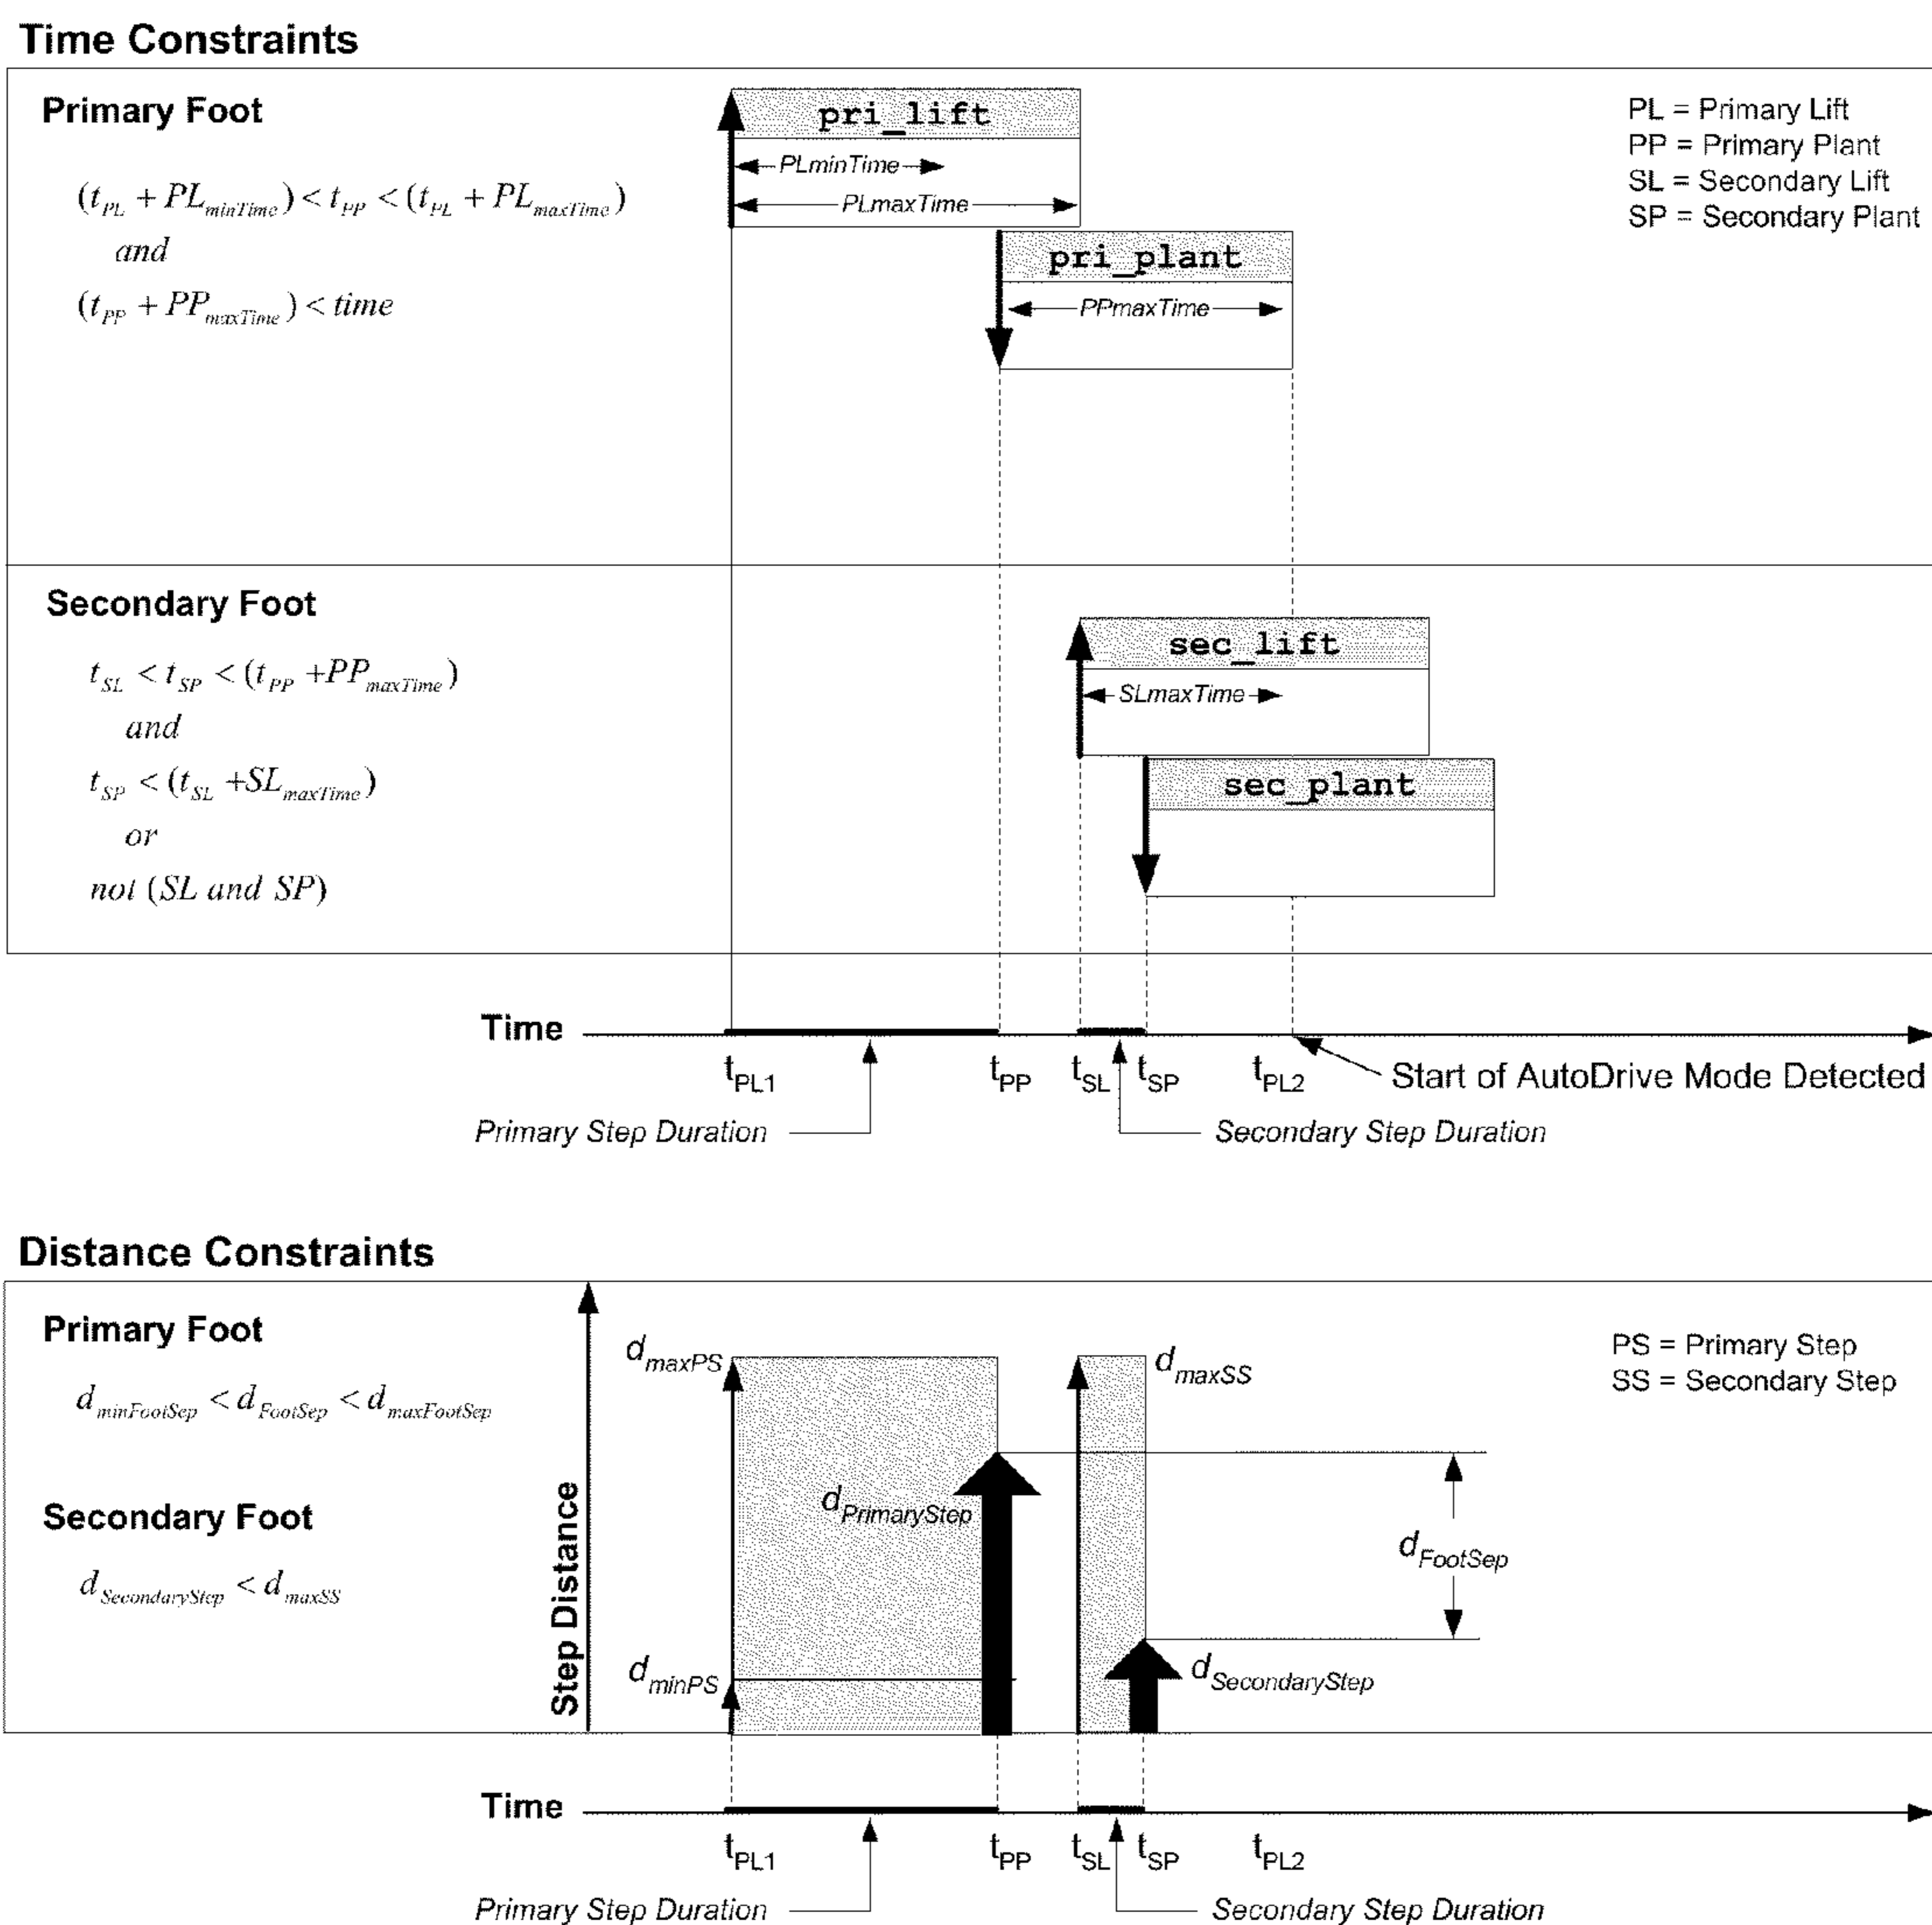 Time Constraints
Primary Foot
(t_PL + PL_minTime) < t_PP < (t_PL + PL_maxTime)
and
(t_PP + PP_maxTime) < time
pri_lift
PLminTime
PLmaxTime
pri_plant
PPmaxTime
PL = Primary Lift
PP = Primary Plant
SL = Secondary Lift
SP = Secondary Plant
Secondary Foot
t_SL < t_SP < (t_PP +PP_maxTime)
and
t_SP < (t_SL +SL_maxTime)
or
not (SL and SP)
sec_lift
SLmaxTime
sec_plant
Time
t_PL1 t_PP t_SL t_SP t_PL2
Start of AutoDrive Mode Detected
Primary Step Duration
Secondary Step Duration
Distance Constraints
Primary Foot
d_minFootSep < d_FootSep < d_maxFootSep
Secondary Foot
d_SecondaryStep < d_maxSS
Step Distance
d_maxPS
d_minPS
d_PrimaryStep
d_maxSS
d_SecondaryStep
d_FootSep
PS = Primary Step
SS = Secondary Step
Time
t_PL1 t_PP t_SL t_SP t_PL2
Primary Step Duration
Secondary Step Duration